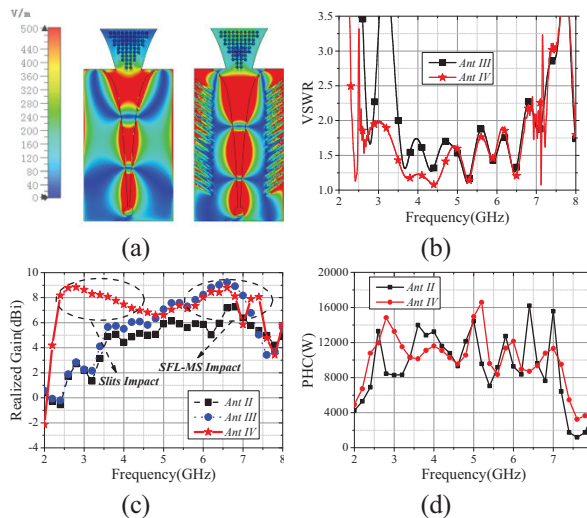 V/m
500
450
400
350
300
250
200
150
100
60
40
20
0
(a)
VSWR
3.5
3.0
2.5
2.0
1.5
1.0
Ant III
Ant IV
2 3 4 5 6 7 8
Frequency(GHz)
(b)
Realized Gain(dBi)
10
8
6
4
2
0
-2
-4
Slits Impact
SFL-MS Impact
Ant II
Ant III
Ant IV
2 3 4 5 6 7 8
Frequency(GHz)
(c)
PHC(W)
20000
16000
12000
8000
4000
0
Ant II
Ant IV
2 3 4 5 6 7
Frequency(GHz)
(d)